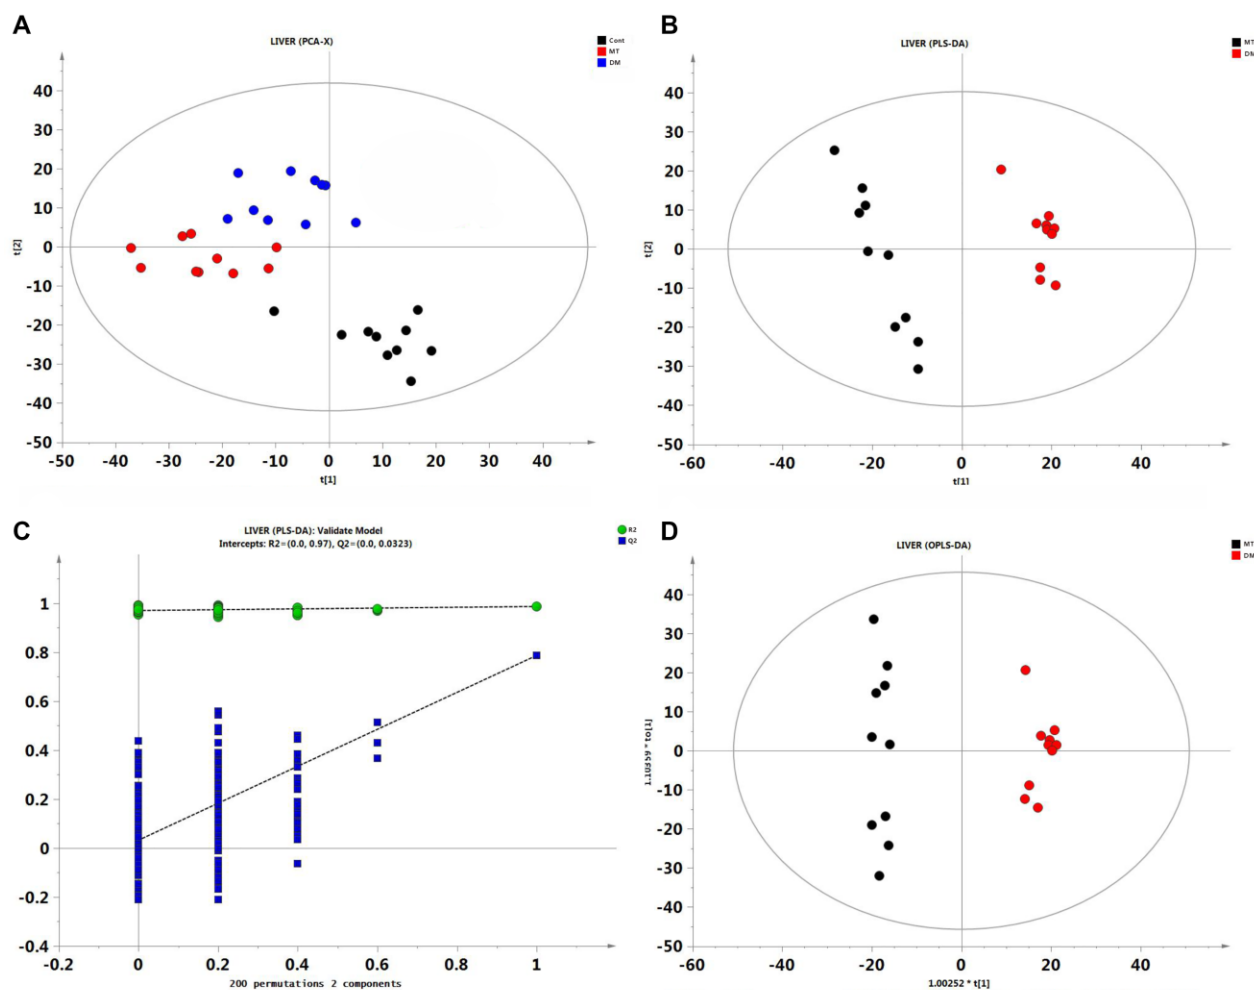 A
LIVER (PCA-X)
Cont
MT
DM
40
30
20
10
0
-10
-20
-30
-40
-50
t[2]
-50 -40 -30 -20 -10 0 10 20 30 40
t[1]
B
LIVER (PLS-DA)
MT
DM
40
30
20
10
0
-10
-20
-30
-40
-50
t[2]
-60 -40 -20 0 20 40
t[1]
C
LIVER (PLS-DA): Validate Model
Intercepts: R2=(0.0, 0.97), Q2=(0.0, 0.0323)
R2
Q2
1
0.8
0.6
0.4
0.2
0
-0.2
-0.4
-0.2 0 0.2 0.4 0.6 0.8 1
200 permutations 2 components
D
LIVER (OPLS-DA)
MT
DM
40
30
20
10
0
-10
-20
-30
-40
-50
1.10359 * to[1]
-60 -40 -20 0 20 40
1.00252 * t[1]